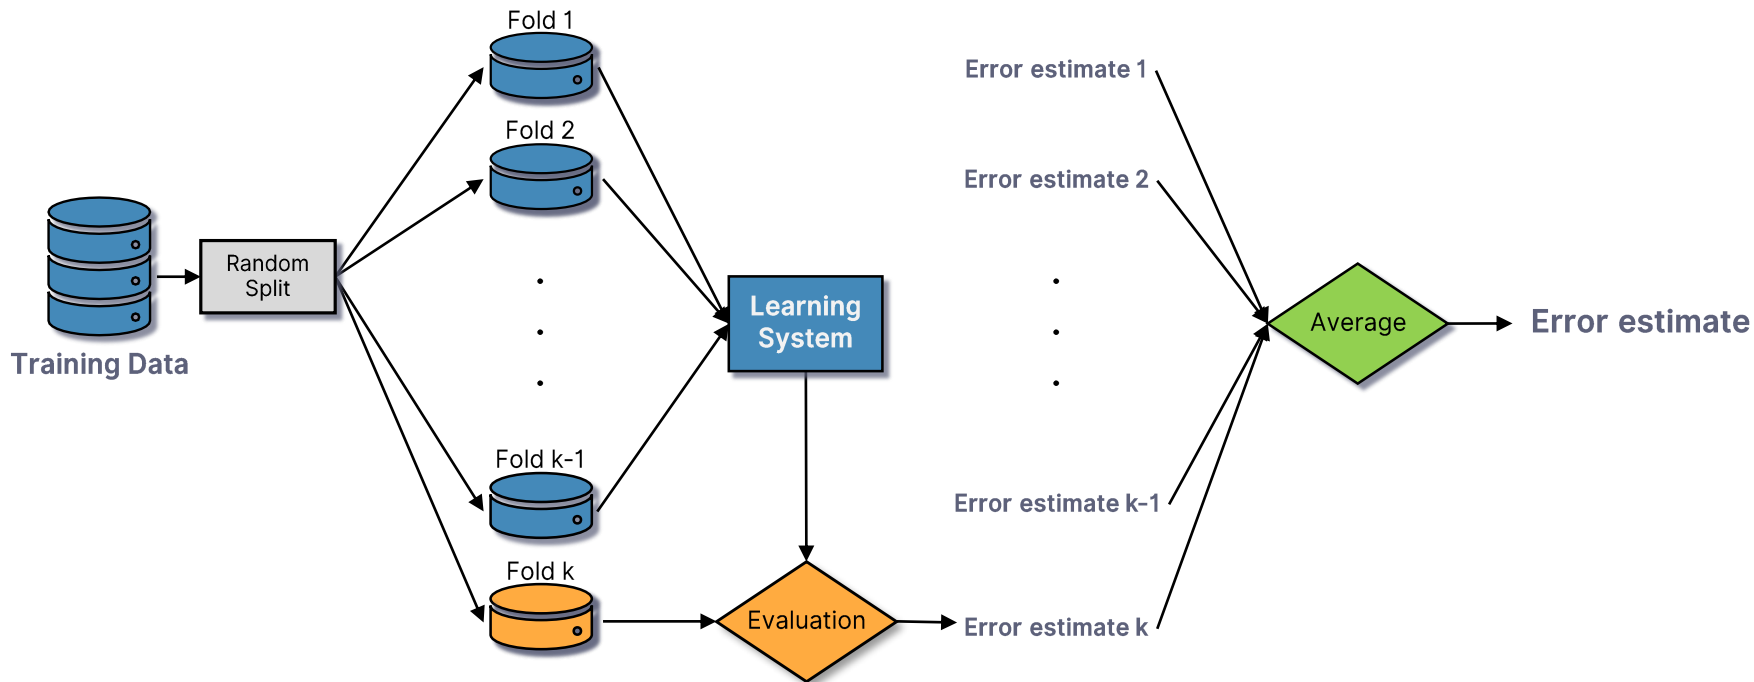 Fold 1
Error estimate 1
Fold 2
Error estimate 2
Random
Split
Training Data
Learning
System
Average
Error estimate
Fold k-1
Error estimate k-1
Fold k
Evaluation
Error estimate k